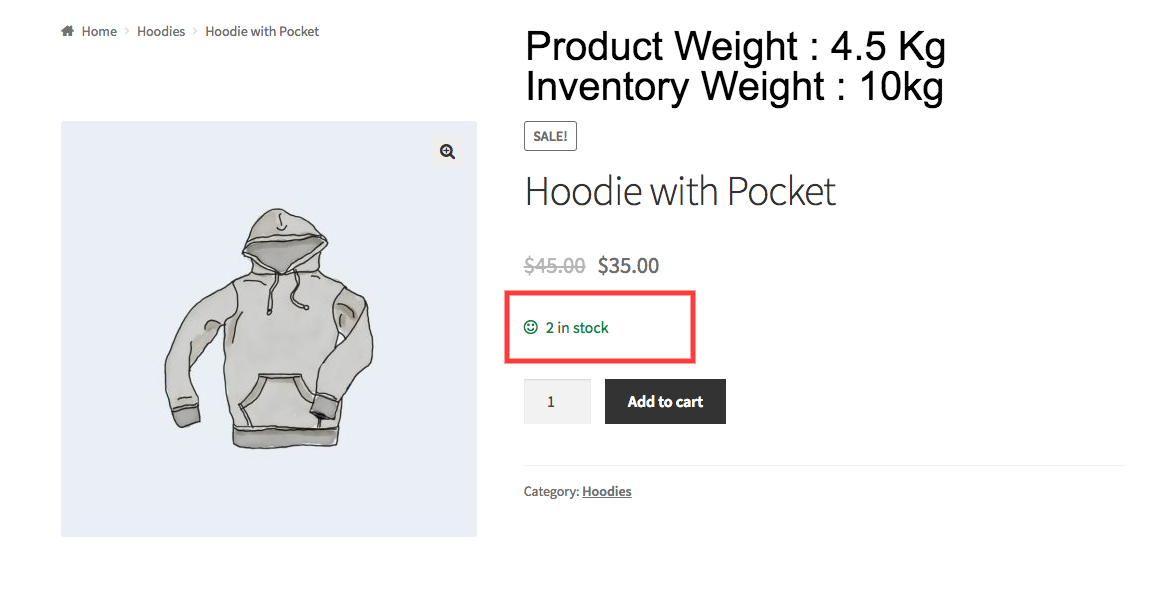 Home › Hoodies › Hoodie with Pocket
Product Weight : 4.5 Kg
Inventory Weight : 10kg
SALE!
Hoodie with Pocket
$45.00 $35.00
2 in stock
1 Add to cart
Category: Hoodies